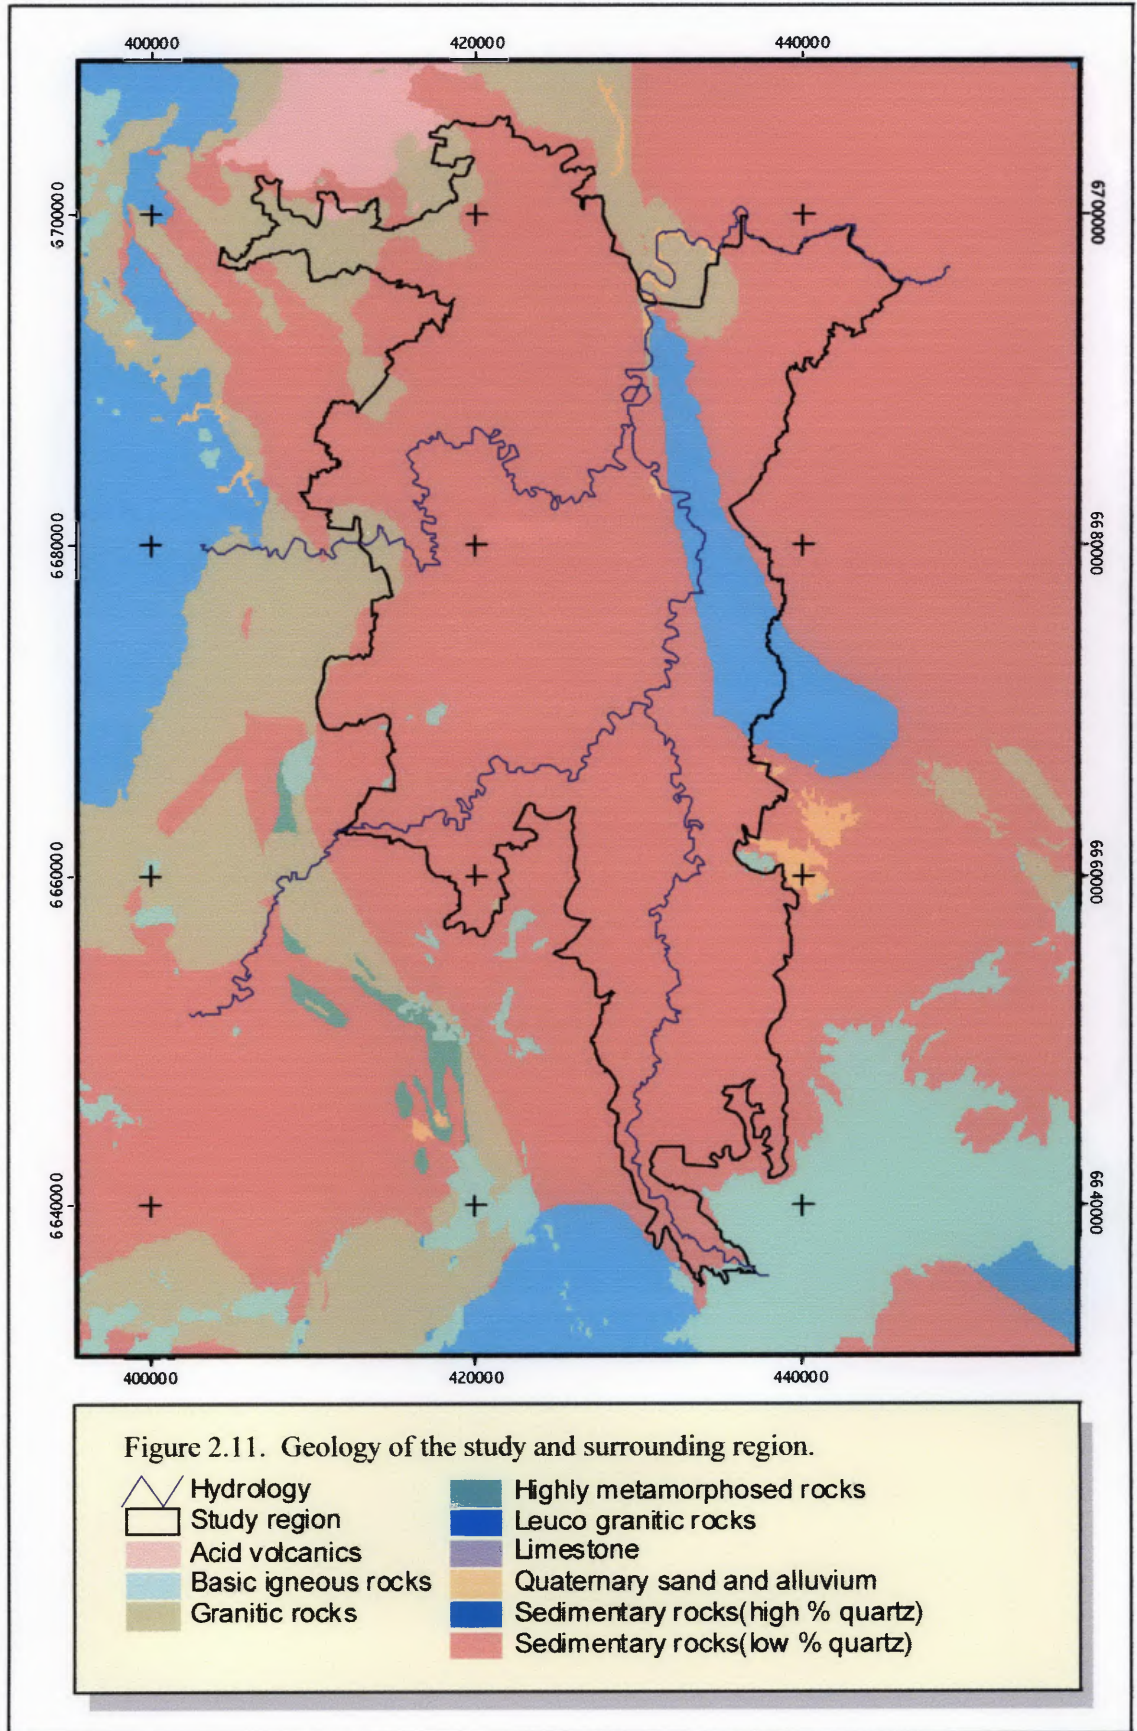 400000 420000 440000
6700000 6700000
6680000 6680000
6660000 6660000
6640000 6640000
400000 420000 440000
Figure 2.11. Geology of the study and surrounding region.
Hydrology
Study region
Acid volcanics
Basic igneous rocks
Granitic rocks
Highly metamorphosed rocks
Leuco granitic rocks
Limestone
Quaternary sand and alluvium
Sedimentary rocks(high % quartz)
Sedimentary rocks(low % quartz)